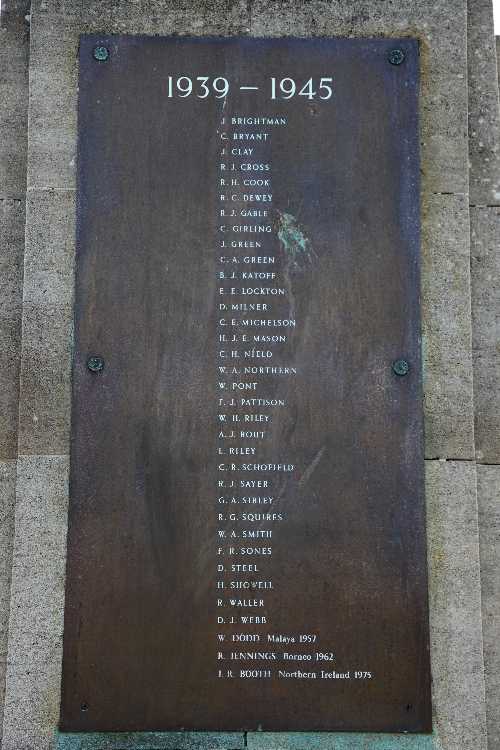 1939 – 1945
J. BRIGHTMAN
C. BRYANT
J. CLAY
R. J. CROSS
R. H. COOK
R. C. DEWEY
R. J. GABLE
C. GIRLING
J. GREEN
C. A. GREEN
B. J. KATOFF
E. E. LOCKTON
D. MILNER
C. E. MICHELSON
H. J. E. MASON
C. H. NIELD
W. A. NORTHERN
W. PONT
F. J. PATTISON
W. H. RILEY
A. J. ROUT
L. RILEY
C. R. SCHOFIELD
R. J. SAYER
G. A. SIBLEY
R. G. SQUIRES
W. A. SMITH
F. R. SONES
D. STEEL
H. SHOWELL
R. WALLER
D. J. WEBB
W. DODD Malaya 1957
R. JENNINGS Borneo 1962
J. R. BOOTH Northern Ireland 1975